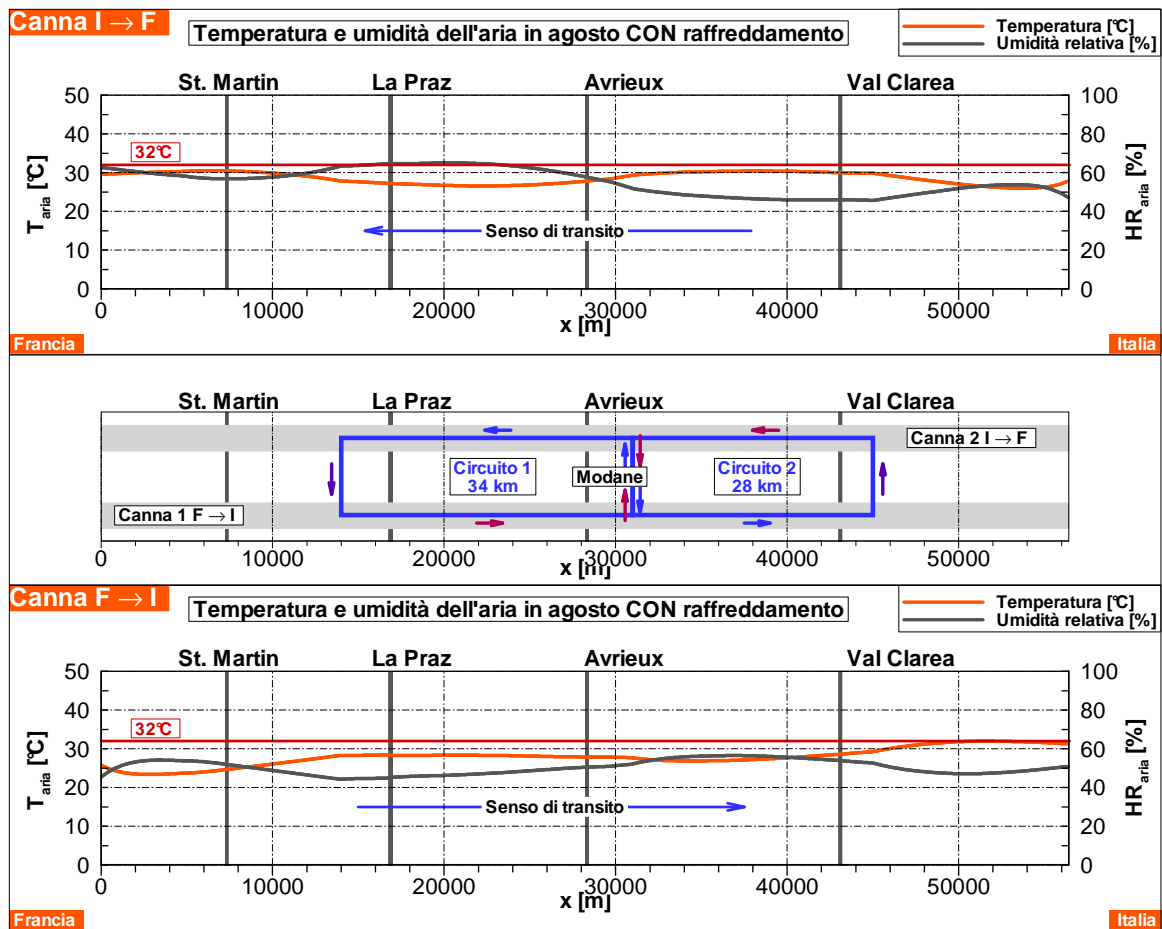 Canna I → F
Temperatura e umidità dell'aria in agosto CON raffreddamento
Temperatura [°C]
Umidità relativa [%]
St. Martin
La Praz
Avrieux
Val Clarea
50
40
30
20
10
0
T aria [°C]
100
80
60
40
20
0
HR aria [%]
32°C
Senso di transito
0
10000
20000
30000
40000
50000
x [m]
Francia
Italia
St. Martin
La Praz
Avrieux
Val Clarea
Canna 2 I → F
Circuito 1
34 km
Modane
Circuito 2
28 km
Canna 1 F → I
0
10000
20000
30000
40000
50000
x [m]
Canna F → I
Temperatura e umidità dell'aria in agosto CON raffreddamento
Temperatura [°C]
Umidità relativa [%]
St. Martin
La Praz
Avrieux
Val Clarea
50
40
30
20
10
0
T aria [°C]
100
80
60
40
20
0
HR aria [%]
32°C
Senso di transito
0
10000
20000
30000
40000
50000
x [m]
Francia
Italia